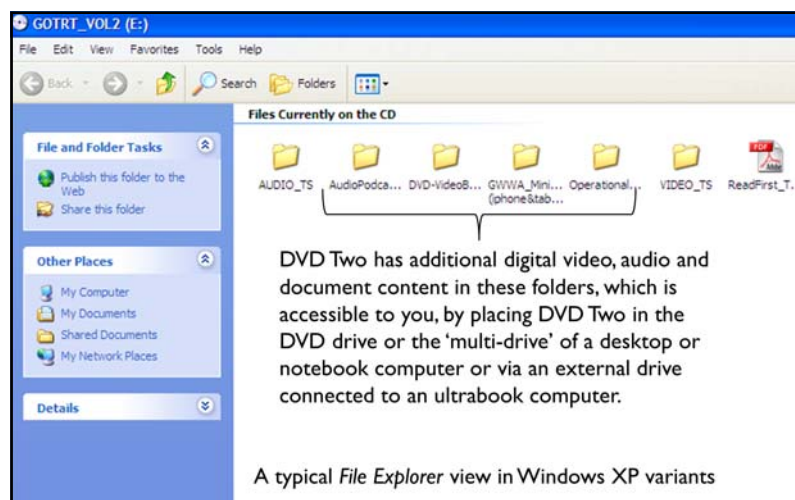 GOTRT_VOL2 (E:)
File Edit View Favorites Tools Help
Back Search Folders
Files Currently on the CD
File and Folder Tasks
Publish this folder to the
Web
Share this folder
Other Places
My Computer
My Documents
Shared Documents
My Network Places
Details
AUDIO_TS AudioPodca... DVD-VideoB... GWWA_Mini... Operational... VIDEO_TS ReadFirst_T.
(iphone&tab...
DVD Two has additional digital video, audio and
document content in these folders, which is
accessible to you, by placing DVD Two in the
DVD drive or the ‘multi-drive’ of a desktop or
notebook computer or via an external drive
connected to an ultrabook computer.
A typical File Explorer view in Windows XP variants